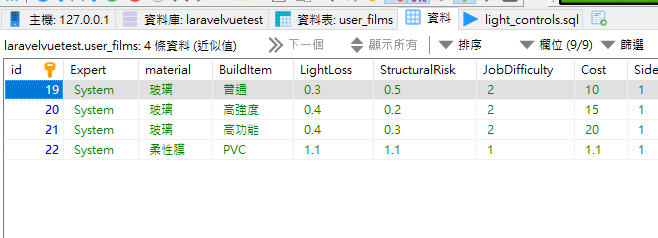 主機: 127.0.0.1 資料庫: laravelvuetest 資料表: user_films 資料 light_controls.sql
laravelvuetest.user_films: 4 條資料 (近似值) 下一個 顯示所有 排序 欄位 (9/9) 篩選
id Expert material BuildItem LightLoss StructuralRisk JobDifficulty Cost Side
19 System 玻璃 普通 0.3 0.5 2 10 1
20 System 玻璃 高強度 0.4 0.2 2 15 1
21 System 玻璃 高功能 0.4 0.3 2 20 1
22 System 柔性膜 PVC 1.1 1.1 1 1.1 1